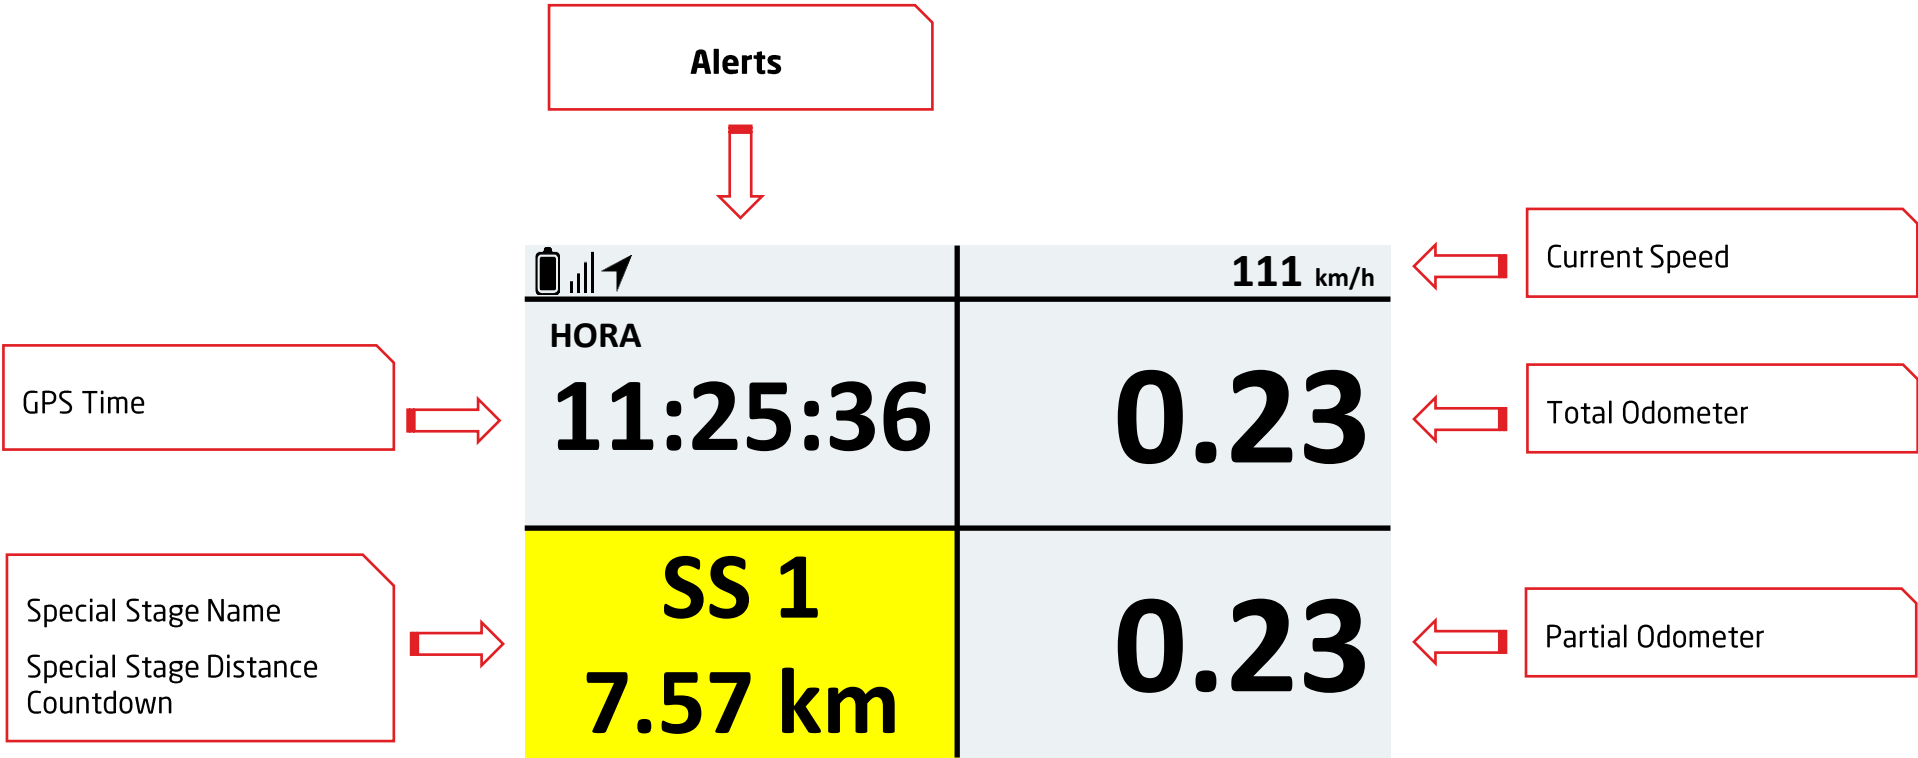 Alerts
111 km/h
Current Speed
HORA
11:25:36
0.23
GPS Time
Total Odometer
SS 1
7.57 km
0.23
Special Stage Name
Special Stage Distance
Countdown
Partial Odometer